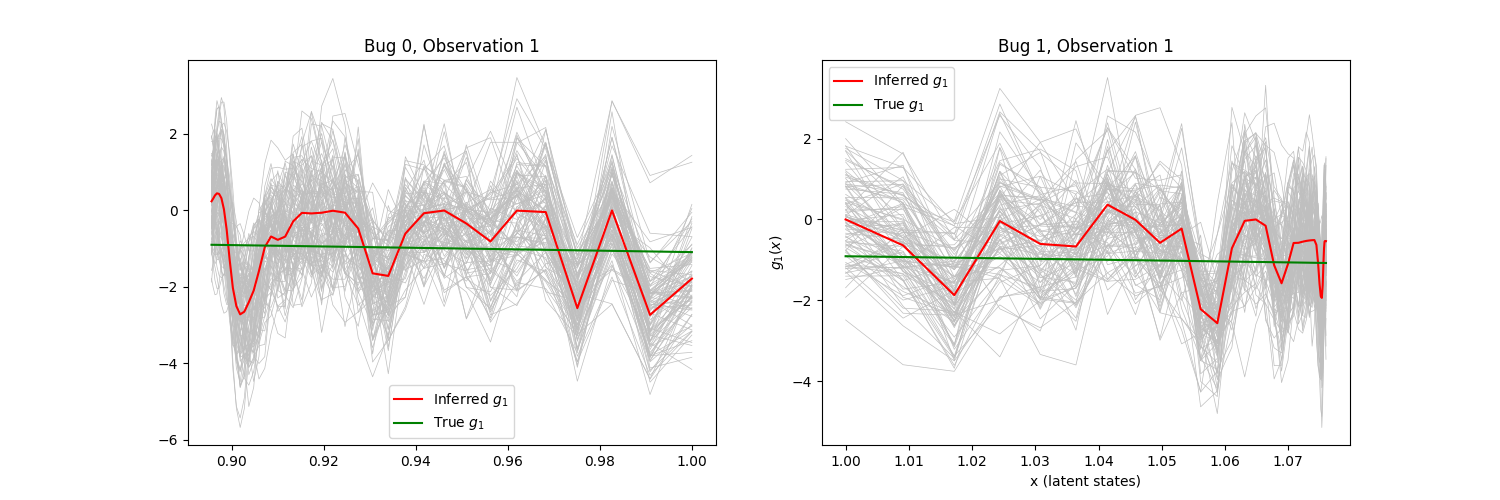 Bug 0, Observation 1
2
0
−2
−4
−6
0.90 0.92 0.94 0.96 0.98 1.00
Inferred g₁
True g₁
Bug 1, Observation 1
Inferred g₁
True g₁
g₁(x)
2
0
−2
−4
1.00 1.01 1.02 1.03 1.04 1.05 1.06 1.07
x (latent states)